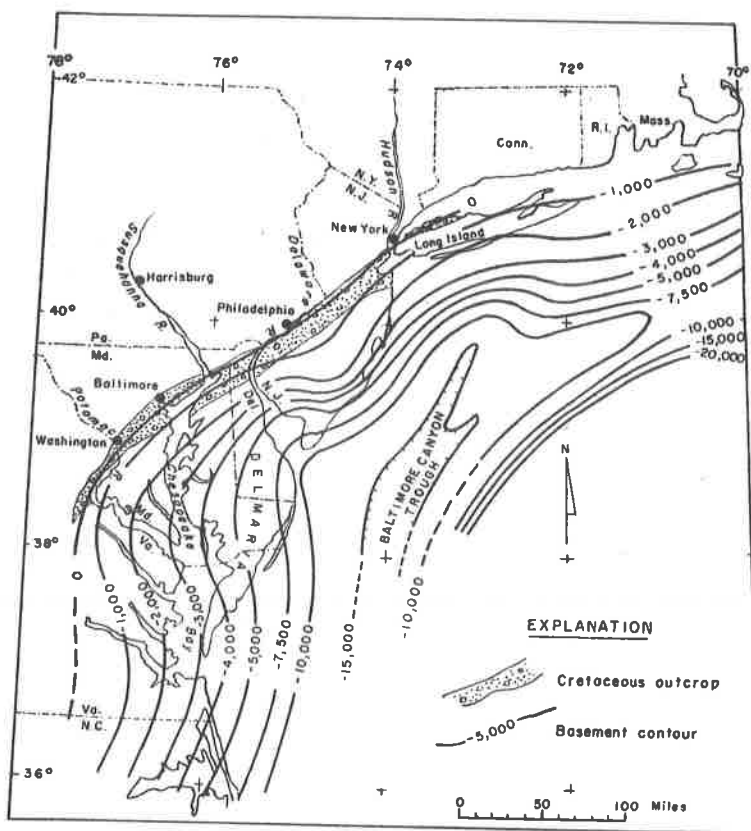 76°
76°
74°
72°
70°
42°
Mass.
R.I.
Conn.
Hudson R.
N.Y.
N.J.
0
-1,000
New York
Long Island
-2,000
Susquehanna R.
Delaware R.
-3,000
Harrisburg
-4,000
-5,000
Philadelphia
-7,500
40°
-10,000
-15,000
-20,000
Pa.
Md.
Baltimore
N.J.
Del.
Potomac R.
Washington
BALTIMORE CANYON
TROUGH
N
DELMARVA
Chesapeake Bay
Md.
Va.
38°
0
-1,000
-2,000
-3,000
-4,000
-5,000
-7,500
-10,000
-15,000
-10,000
EXPLANATION
Cretaceous outcrop
-5,000
Basement contour
Va.
N.C.
36°
0
50
100 Miles